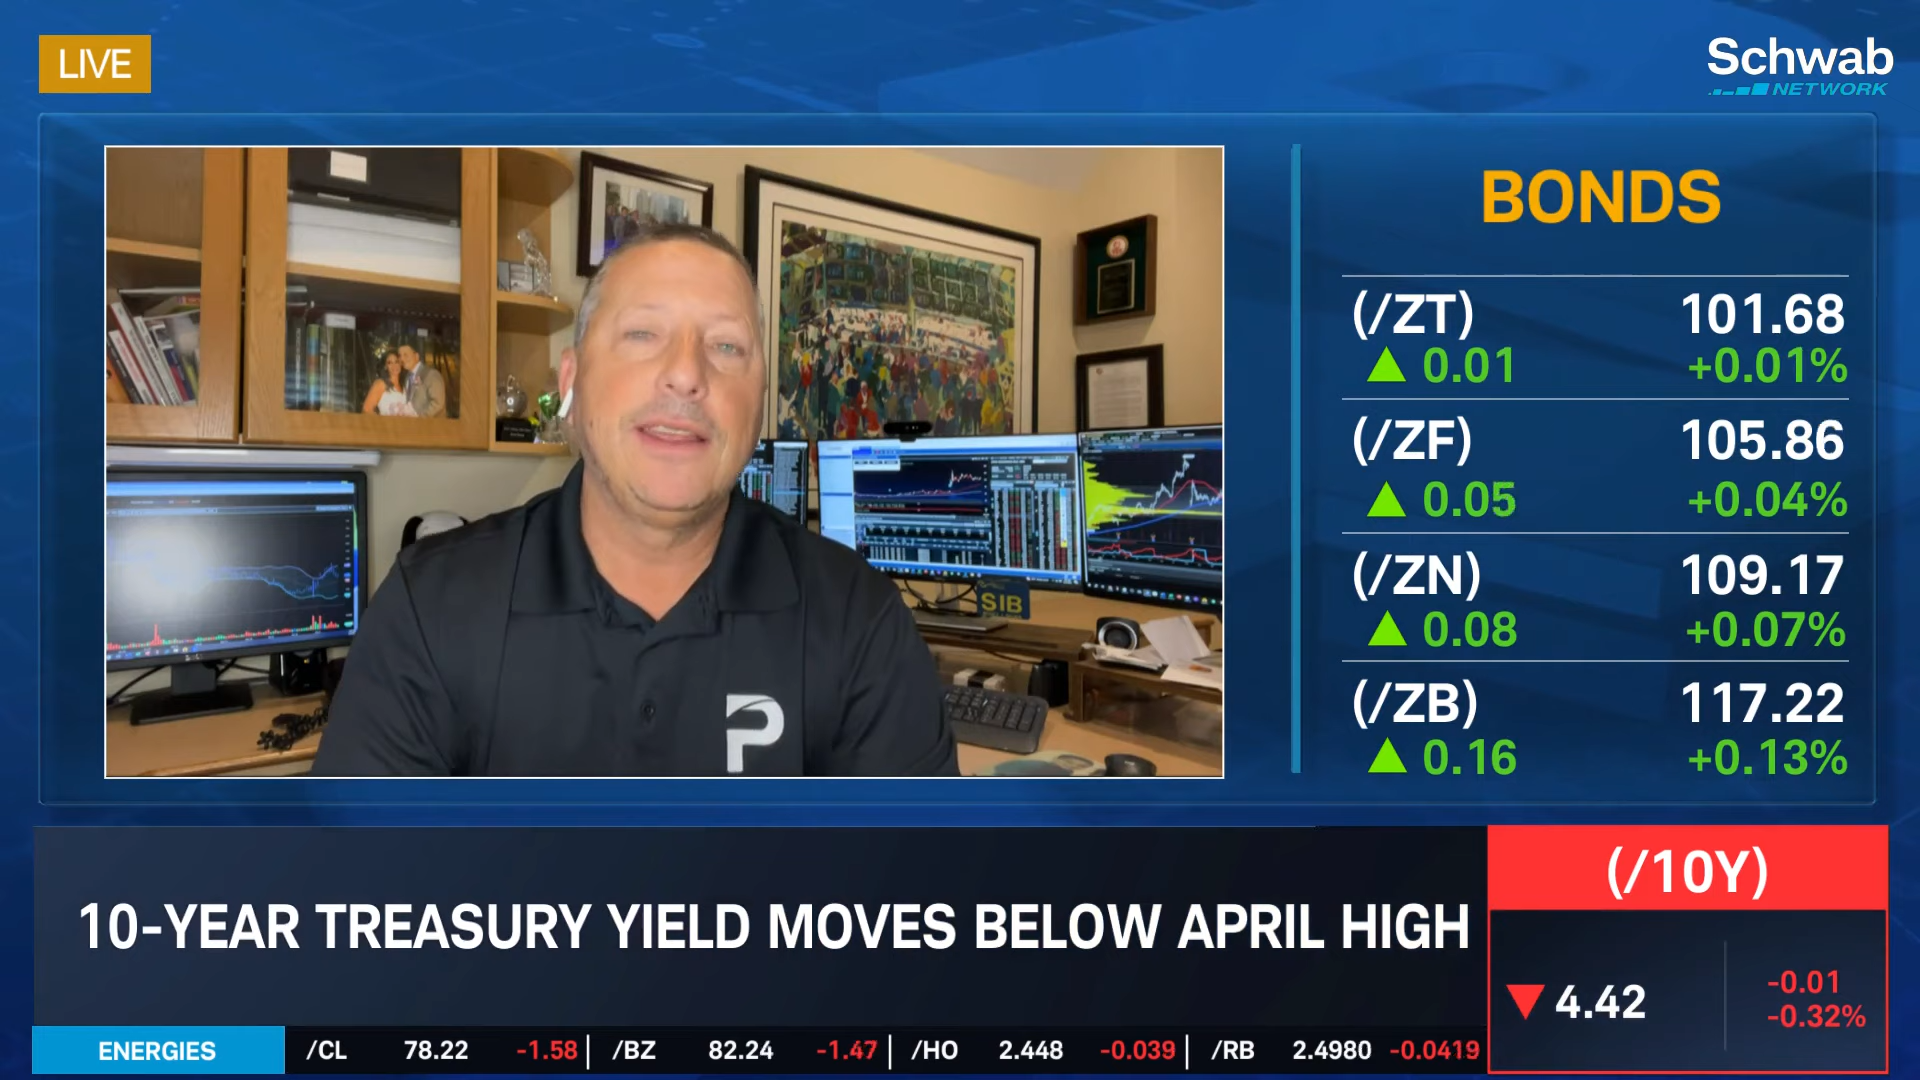 LIVE
Schwab
NETWORK
BONDS
(/ZT) 101.68
▲ 0.01 +0.01%
(/ZF) 105.86
▲ 0.05 +0.04%
(/ZN) 109.17
▲ 0.08 +0.07%
(/ZB) 117.22
▲ 0.16 +0.13%
SIB
P
10-YEAR TREASURY YIELD MOVES BELOW APRIL HIGH
(/10Y)
▼ 4.42
-0.01
-0.32%
ENERGIES /CL 78.22 -1.58 /BZ 82.24 -1.47 /HO 2.448 -0.039 /RB 2.4980 -0.0419